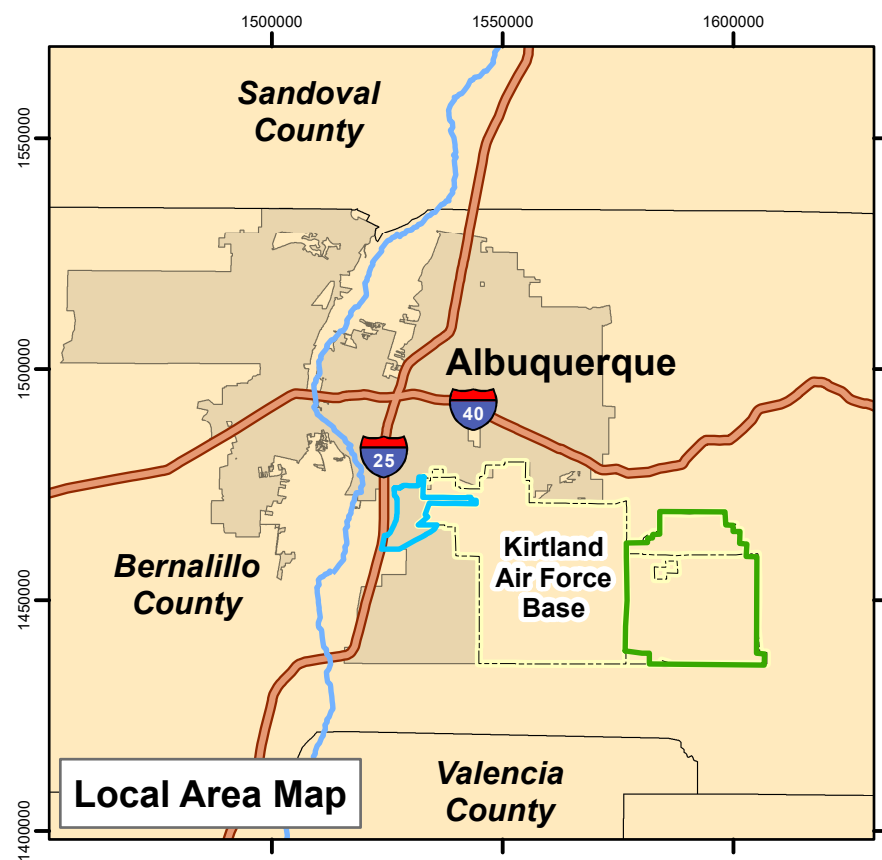 1500000
1550000
1600000
1550000
1500000
1450000
1400000
Sandoval
County
Albuquerque
40
25
Kirtland
Air Force
Base
Bernalillo
County
Valencia
County
Local Area Map